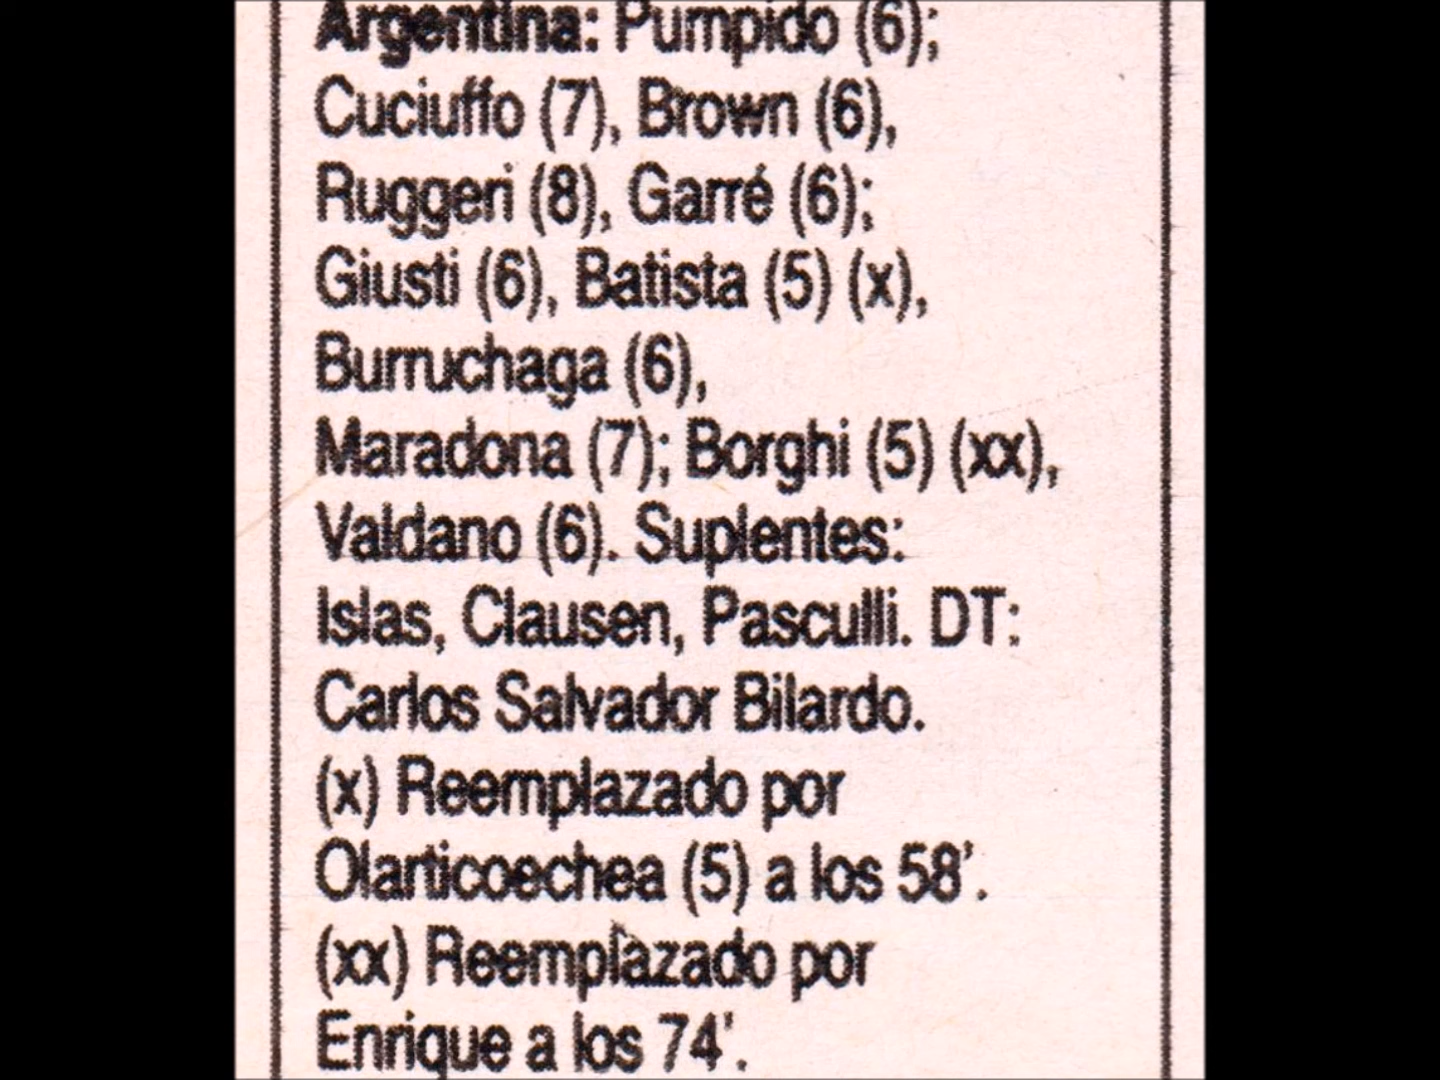 Argentina: Pumpido (6);
Cuciuffo (7), Brown (6),
Ruggeri (8), Garré (6);
Giusti (6), Batista (5) (x),
Burruchaga (6),
Maradona (7); Borghi (5) (xx),
Valdano (6). Suplentes:
Islas, Clausen, Pasculli. DT:
Carlos Salvador Bilardo.
(x) Reemplazado por
Olarticoechea (5) a los 58'.
(xx) Reemplazado por
Enrique a los 74'.